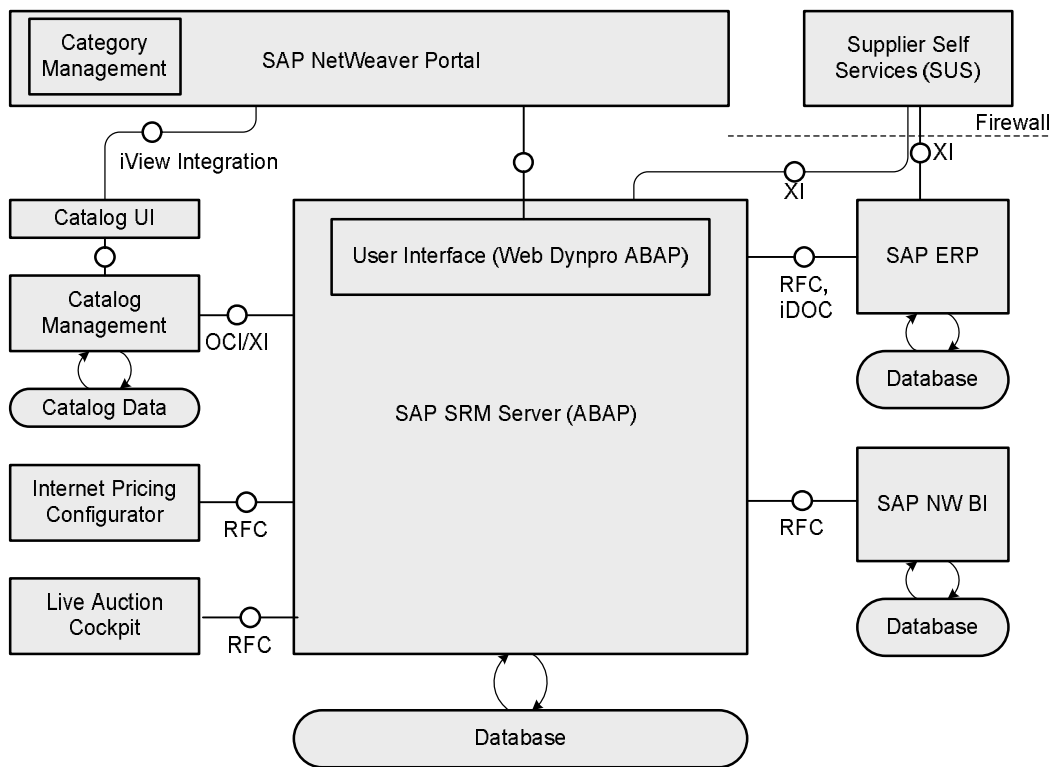 Category
Management
SAP NetWeaver Portal
Supplier Self
Services (SUS)
Firewall
iView Integration
XI
XI
Catalog UI
User Interface (Web Dynpro ABAP)
SAP ERP
RFC,
iDOC
Catalog
Management
OCI/XI
Database
Catalog Data
SAP SRM Server (ABAP)
Internet Pricing
Configurator
RFC
SAP NW BI
RFC
Live Auction
Cockpit
RFC
Database
Database